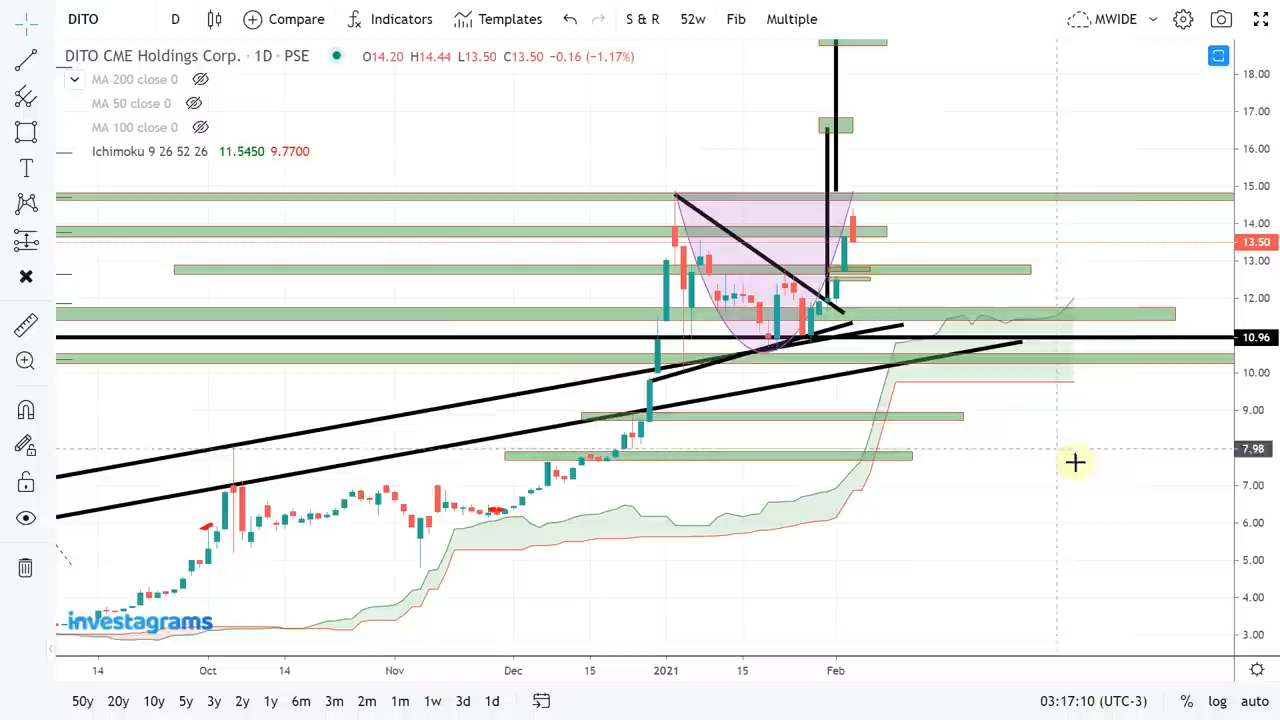 DITO D Compare Indicators Templates S & R 52w Fib Multiple MWIDE
DITO CME Holdings Corp. · 1D · PSE O14.20 H14.44 L13.50 C13.50 −0.16 (−1.17%)
MA 200 close 0
MA 50 close 0
MA 100 close 0
Ichimoku 9 26 52 26 11.5450 9.7700
18.00
17.00
16.00
15.00
14.00
13.50
13.00
12.00
10.96
10.00
9.00
7.98
7.00
6.00
5.00
4.00
3.00
investagrams
14 Oct 14 Nov Dec 15 2021 15 Feb
50y 20y 10y 5y 3y 2y 1y 6m 3m 2m 1m 1w 3d 1d 03:17:10 (UTC-3) % log auto